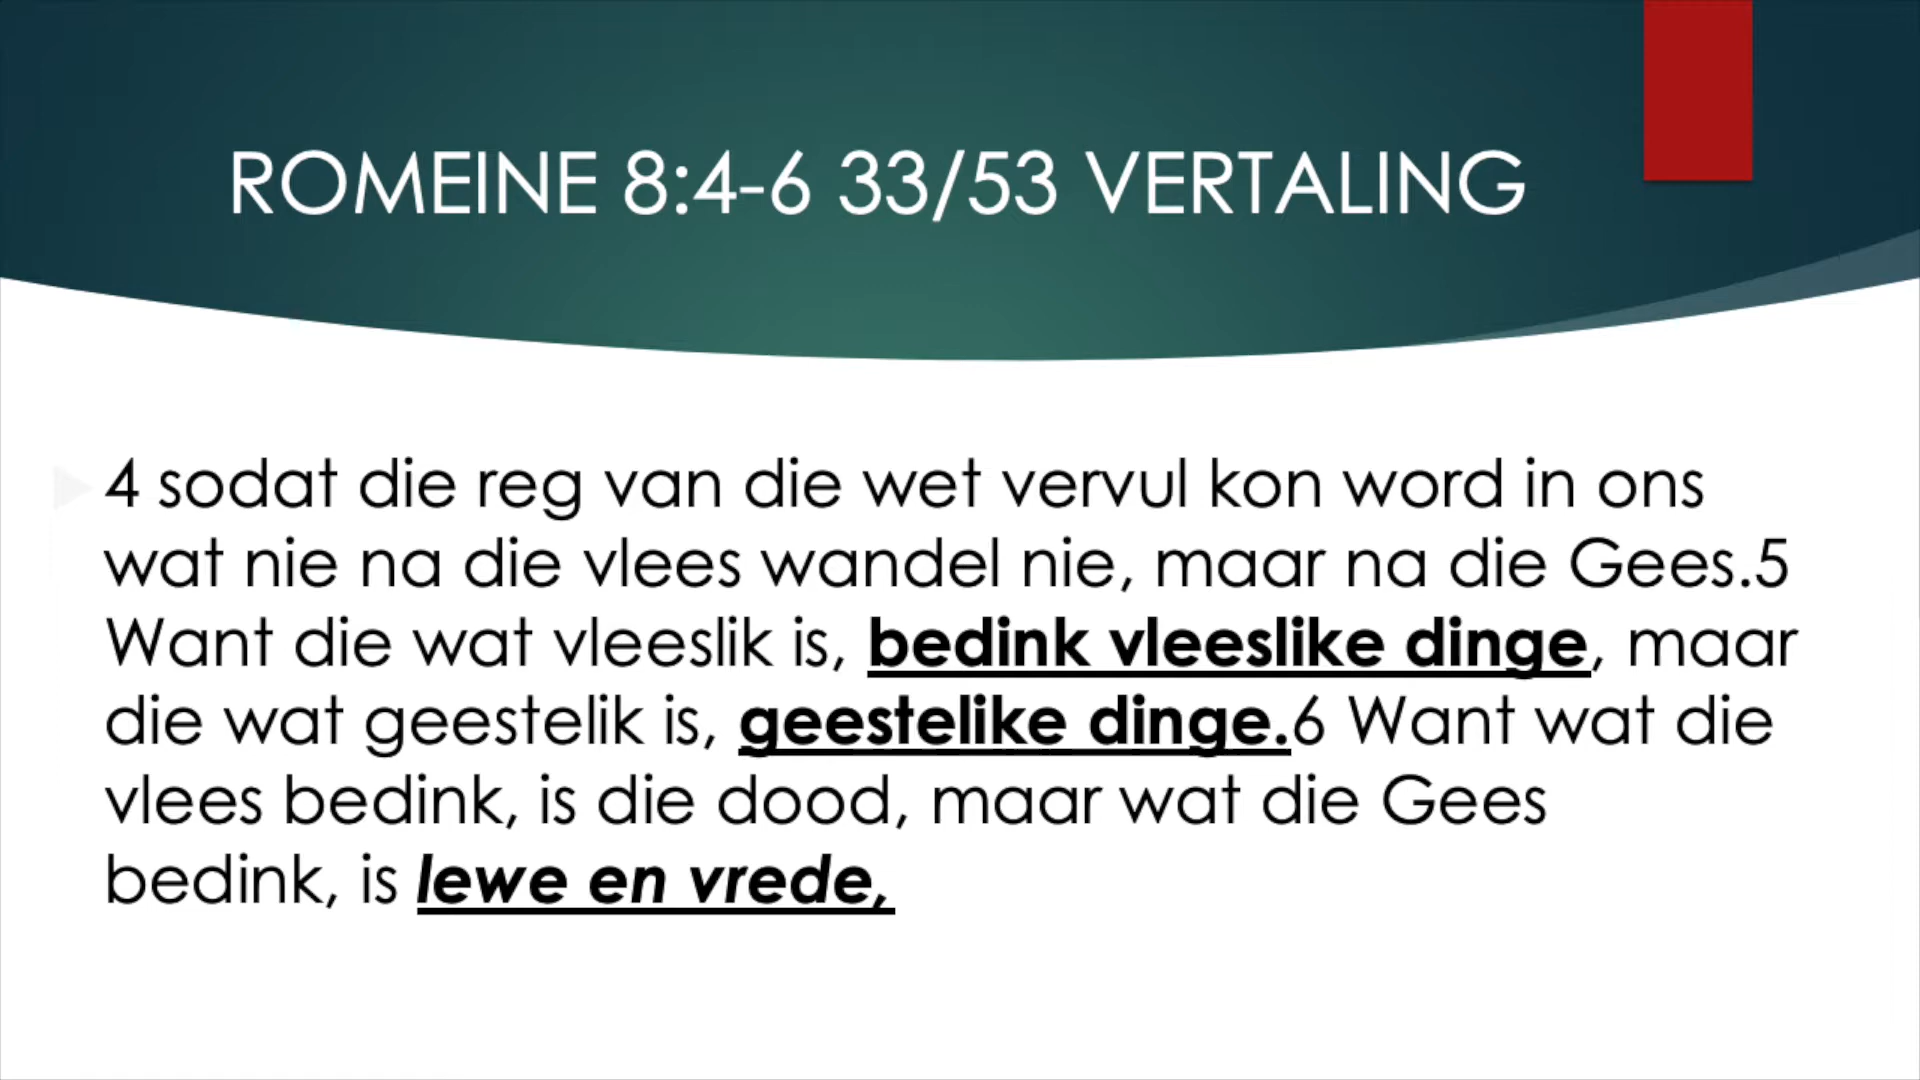 ROMEINE 8:4-6 33/53 VERTALING
4 sodat die reg van die wet vervul kon word in ons
wat nie na die vlees wandel nie, maar na die Gees.5
Want die wat vleeslik is, bedink vleeslike dinge, maar
die wat geestelik is, geestelike dinge.6 Want wat die
vlees bedink, is die dood, maar wat die Gees
bedink, is lewe en vrede,